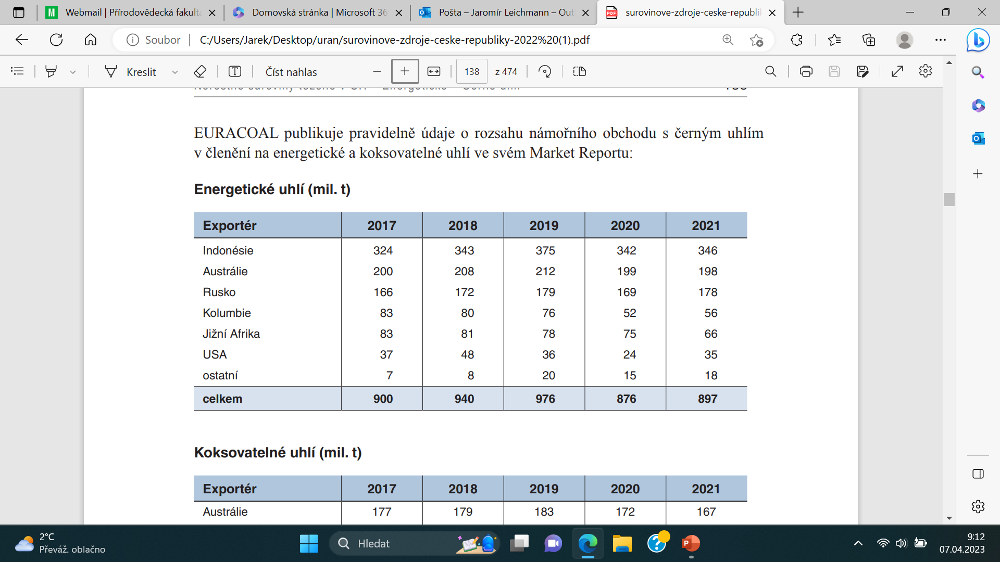 Webmail | Přírodovědecká fakult
Domovská stránka | Microsoft 36
Pošta – Jaromír Leichmann – Out
surovinove-zdroje-ceske-republi
Soubor
C:/Users/Jarek/Desktop/uran/surovinove-zdroje-ceske-republiky-2022%20(1).pdf
Kreslit
Číst nahlas
138
z 474
EURACOAL publikuje pravidelně údaje o rozsahu námořního obchodu s černým uhlím
v členění na energetické a koksovatelné uhlí ve svém Market Reportu:
Energetické uhlí (mil. t)
Exportér 2017 2018 2019 2020 2021
Indonésie 324 343 375 342 346
Austrálie 200 208 212 199 198
Rusko 166 172 179 169 178
Kolumbie 83 80 76 52 56
Jižní Afrika 83 81 78 75 66
USA 37 48 36 24 35
ostatní 7 8 20 15 18
celkem 900 940 976 876 897
Koksovatelné uhlí (mil. t)
Exportér 2017 2018 2019 2020 2021
Austrálie 177 179 183 172 167
2°C
Převáž. oblačno
Hledat
9:12
07.04.2023